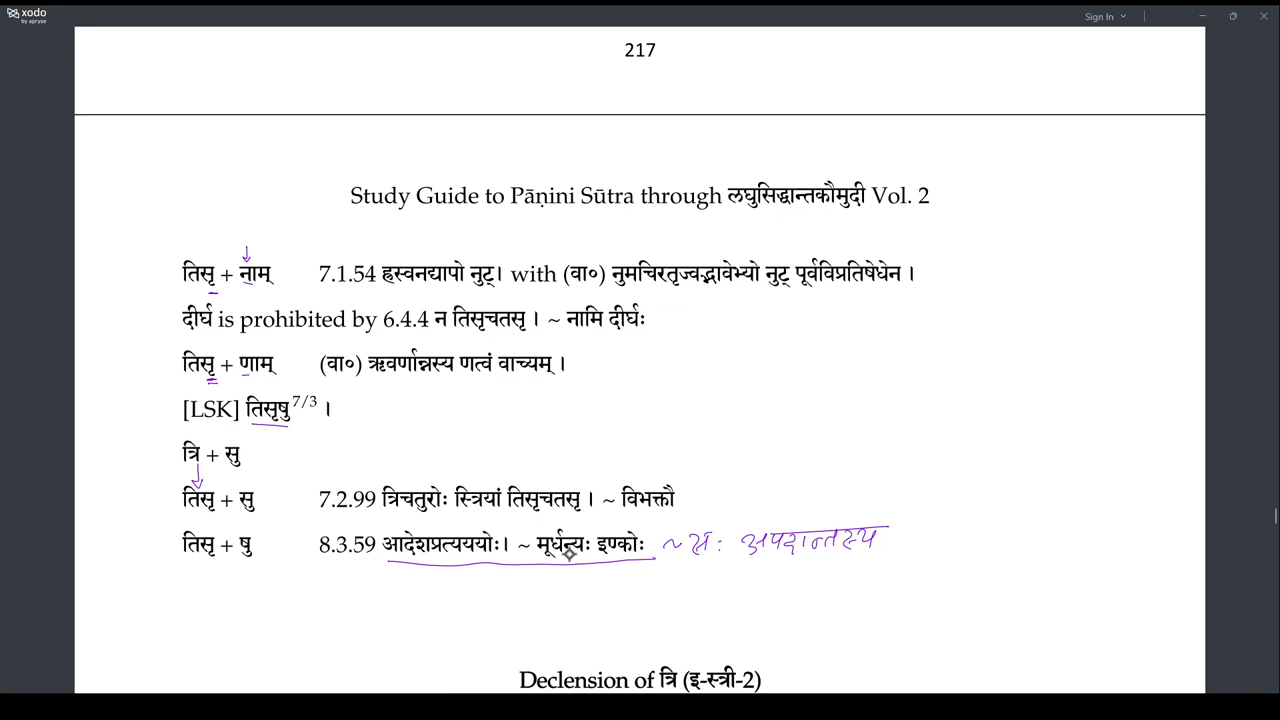 xodo
by apryse
Sign In
217
Study Guide to Pāṇini Sūtra through लघुसिद्धान्तकौमुदी Vol. 2
तिसृ + नाम् 7.1.54 ह्रस्वनद्यापो नुट्। with (वा०) नुमचिरतृज्वद्भावेभ्यो नुट् पूर्वविप्रतिषेधेन ।
दीर्घ is prohibited by 6.4.4 न तिसृचतसृ । ~ नामि दीर्घः
तिसृ + णाम् (वा०) ऋवर्णान्नस्य णत्वं वाच्यम् ।
[LSK] तिसृषु 7/3 ।
त्रि + सु
तिसृ + सु 7.2.99 त्रिचतुरोः स्त्रियां तिसृचतसृ । ~ विभक्तौ
तिसृ + षु 8.3.59 आदेशप्रत्यययोः। ~ मूर्धन्यः इण्कोः ~ सः अपदान्तस्य
Declension of त्रि (इ-स्त्री-2)